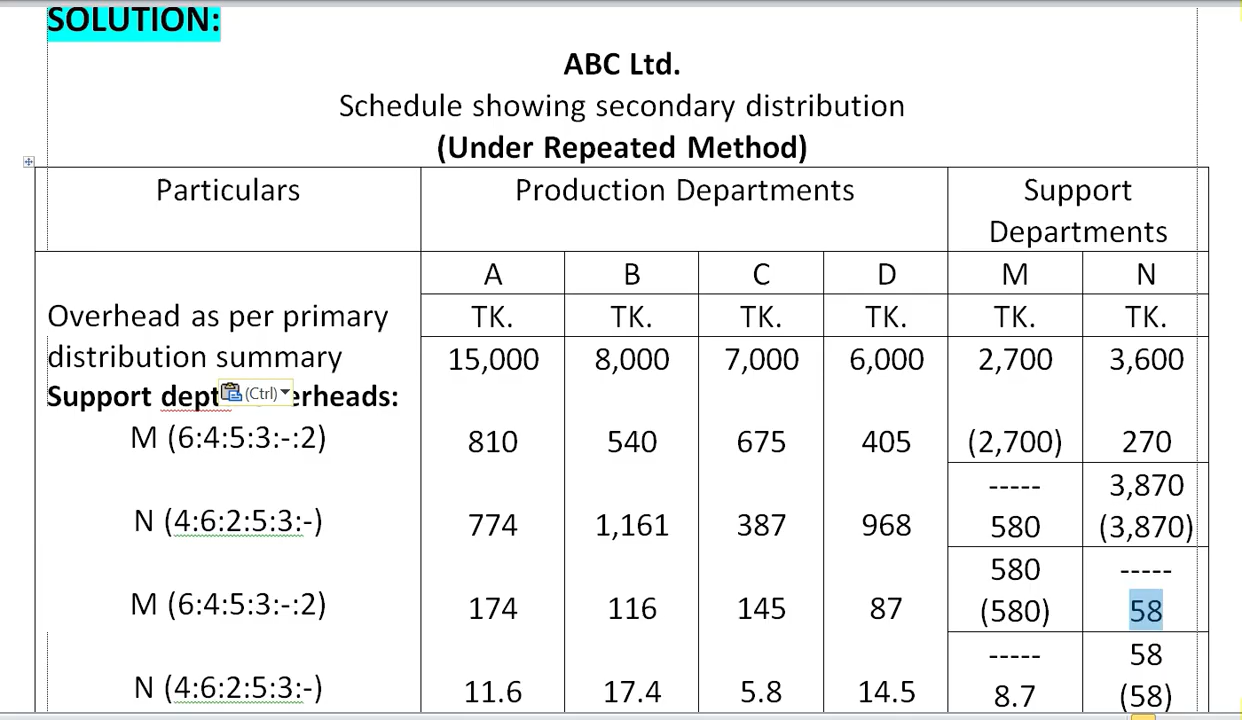 SOLUTION:
ABC Ltd.
Schedule showing secondary distribution
(Under Repeated Method)
Particulars Production Departments Support Departments
A B C D M N
Overhead as per primary TK. TK. TK. TK. TK. TK.
distribution summary 15,000 8,000 7,000 6,000 2,700 3,600
Support dept erheads:
(Ctrl)
M (6:4:5:3:-:2) 810 540 675 405 (2,700) 270
----- 3,870
N (4:6:2:5:3:-) 774 1,161 387 968 580 (3,870)
580 -----
M (6:4:5:3:-:2) 174 116 145 87 (580) 58
----- 58
N (4:6:2:5:3:-) 11.6 17.4 5.8 14.5 8.7 (58)